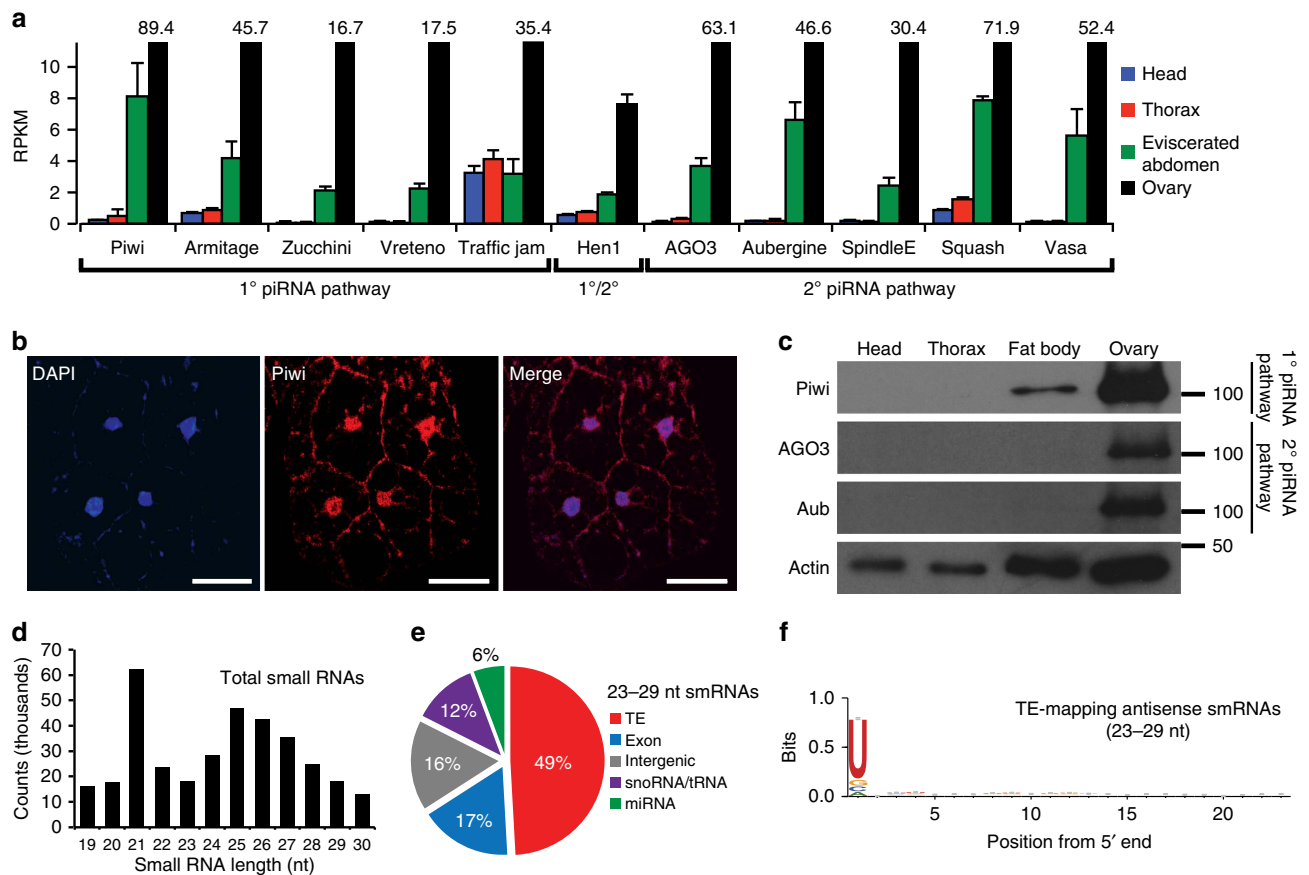 a
89.4 45.7 16.7 17.5 35.4 63.1 46.6 30.4 71.9 52.4
RPKM
10
8
6
4
2
0
Head
Thorax
Eviscerated
abdomen
Ovary
Piwi Armitage Zucchini Vreteno Traffic jam Hen1 AGO3 Aubergine SpindleE Squash Vasa
1° piRNA pathway 1°/2° 2° piRNA pathway
b
DAPI
Piwi
Merge
c
Head Thorax Fat body Ovary
Piwi
100
AGO3
100
Aub
100
50
Actin
1° piRNA
pathway
2° piRNA
pathway
d
Total small RNAs
Counts (thousands)
70
60
50
40
30
20
10
0
19 20 21 22 23 24 25 26 27 28 29 30
Small RNA length (nt)
e
6%
12%
16%
17%
49%
23–29 nt smRNAs
TE
Exon
Intergenic
snoRNA/tRNA
miRNA
f
TE-mapping antisense smRNAs
(23–29 nt)
Bits
1.0
0.5
0.0
U
G
C
A
5 10 15 20
Position from 5′ end